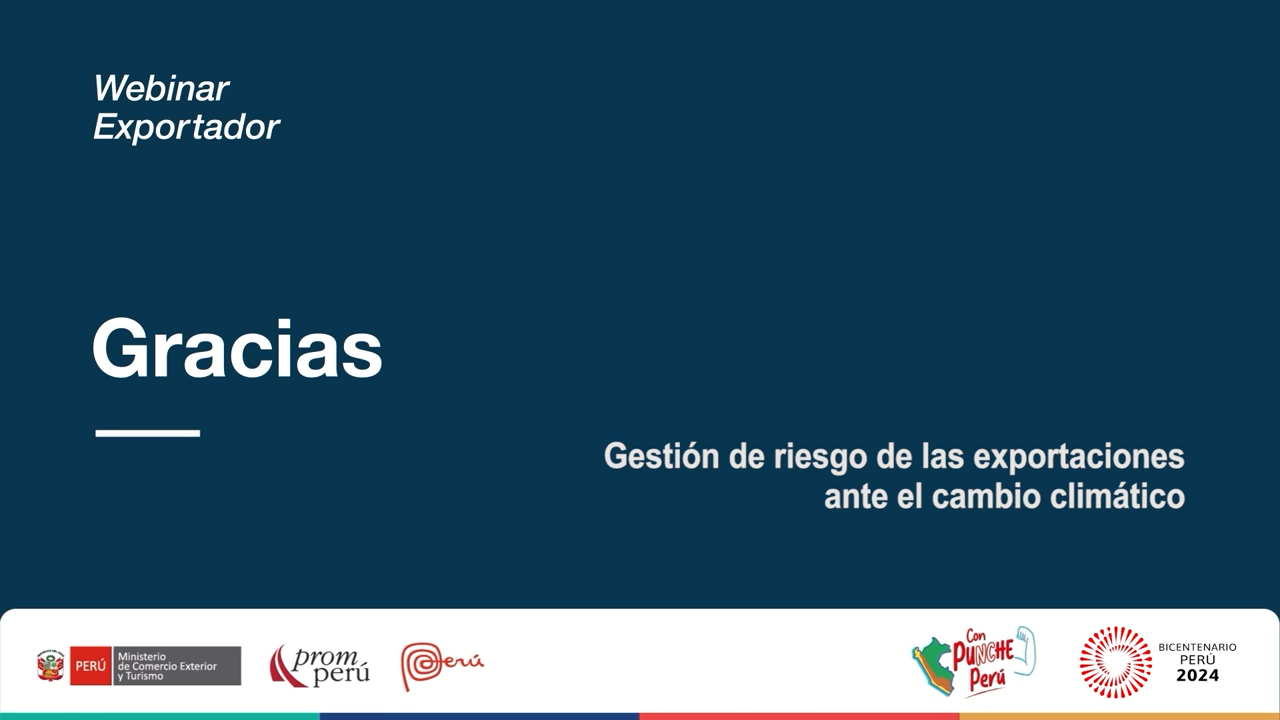 Webinar
Exportador
Gracias
Gestión de riesgo de las exportaciones
ante el cambio climático
PERÚ
Ministerio
de Comercio Exterior
y Turismo
prom
perú
Perú
Con
PUNCHE
Perú
BICENTENARIO
PERÚ
2024